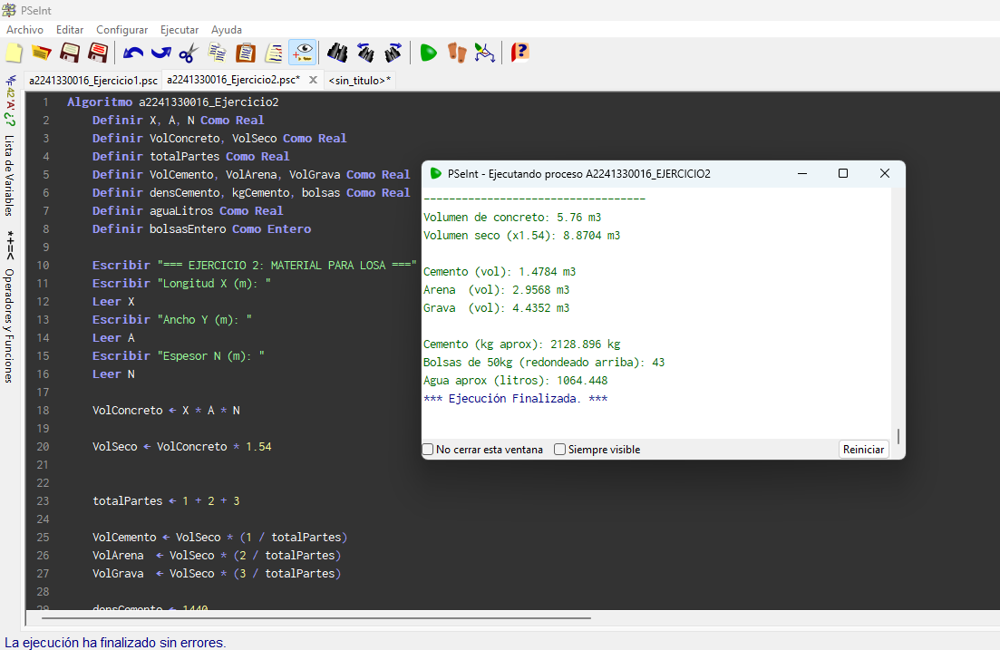 PSeInt
Archivo Editar Configurar Ejecutar Ayuda
a2241330016_Ejercicio1.psc a2241330016_Ejercicio2.psc* <sin_titulo>*
Lista de Variables
Operadores y Funciones
1 Algoritmo a2241330016_Ejercicio2
2 Definir X, A, N Como Real
3 Definir VolConcreto, VolSeco Como Real
4 Definir totalPartes Como Real
5 Definir VolCemento, VolArena, VolGrava Como Real
6 Definir densCemento, kgCemento, bolsas Como Real
7 Definir aguaLitros Como Real
8 Definir bolsasEntero Como Entero
9
10 Escribir "=== EJERCICIO 2: MATERIAL PARA LOSA ==="
11 Escribir "Longitud X (m): "
12 Leer X
13 Escribir "Ancho Y (m): "
14 Leer A
15 Escribir "Espesor N (m): "
16 Leer N
17
18 VolConcreto ← X * A * N
19
20 VolSeco ← VolConcreto * 1.54
21
22
23 totalPartes ← 1 + 2 + 3
24
25 VolCemento ← VolSeco * (1 / totalPartes)
26 VolArena ← VolSeco * (2 / totalPartes)
27 VolGrava ← VolSeco * (3 / totalPartes)
28
29 densCemento ← 1440
PSeInt - Ejecutando proceso A2241330016_EJERCICIO2
-----------------------------------
Volumen de concreto: 5.76 m3
Volumen seco (x1.54): 8.8704 m3
Cemento (vol): 1.4784 m3
Arena (vol): 2.9568 m3
Grava (vol): 4.4352 m3
Cemento (kg aprox): 2128.896 kg
Bolsas de 50kg (redondeado arriba): 43
Agua aprox (litros): 1064.448
*** Ejecución Finalizada. ***
No cerrar esta ventana Siempre visible Reiniciar
La ejecución ha finalizado sin errores.